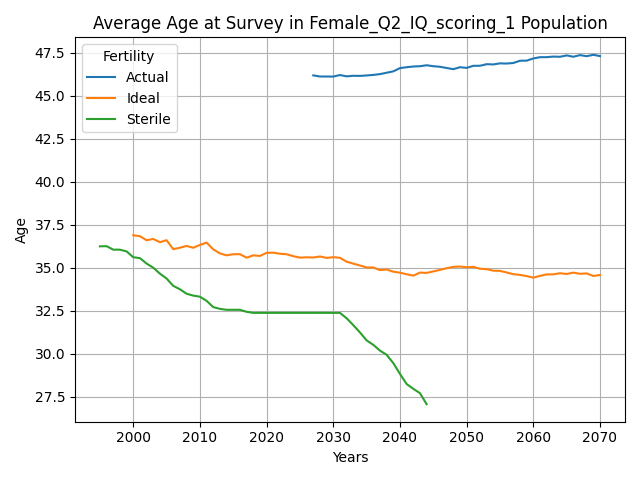 Average Age at Survey in Female_Q2_IQ_scoring_1 Population
Fertility
Actual
Ideal
Sterile
Age
47.5
45.0
42.5
40.0
37.5
35.0
32.5
30.0
27.5
2000 2010 2020 2030 2040 2050 2060 2070
Years